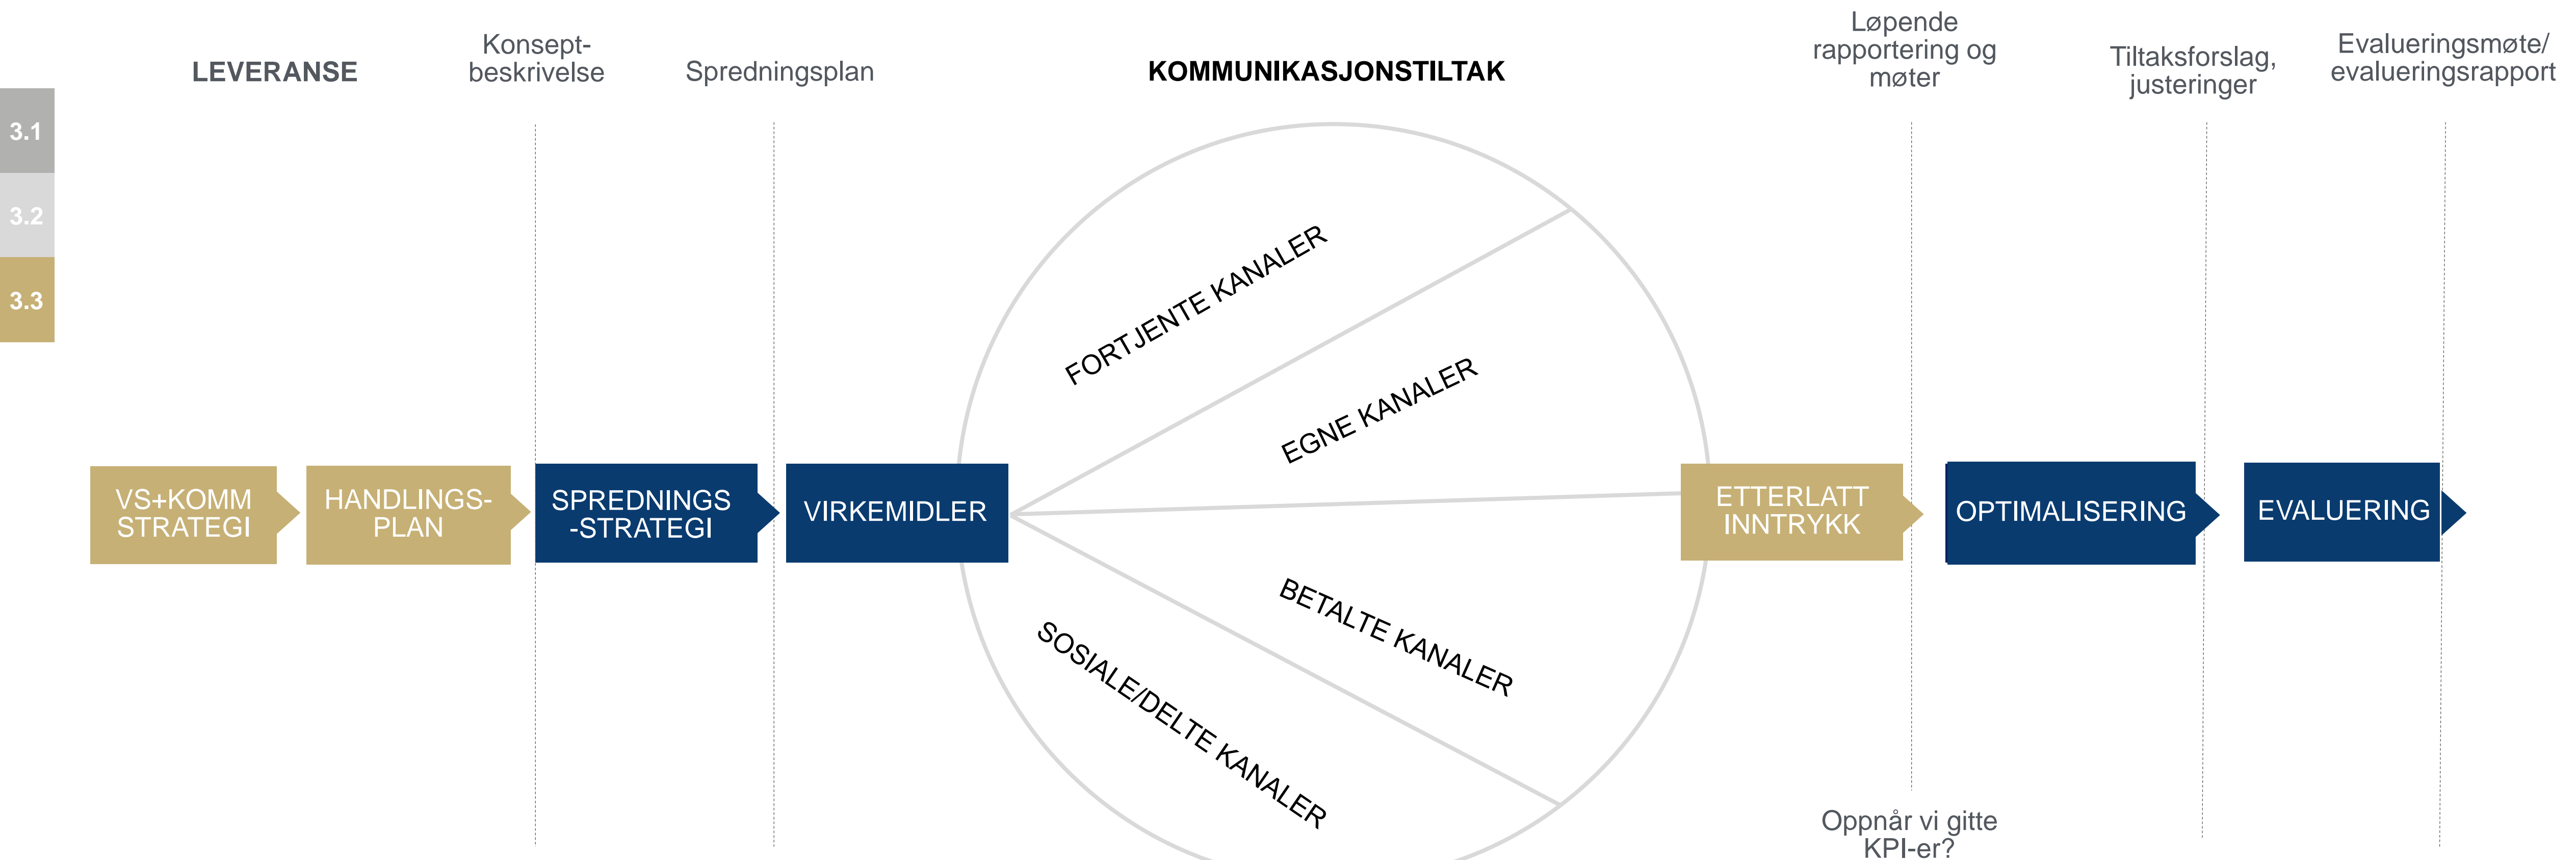 LEVERANSE
Konsept-
beskrivelse
Spredningsplan
KOMMUNIKASJONSTILTAK
Løpende
rapportering og
møter
Tiltaksforslag,
justeringer
Evalueringsmøte/
evalueringsrapport
3.1
3.2
3.3
FORTJENTE KANALER
EGNE KANALER
VS+KOMM
STRATEGI
HANDLINGS-
PLAN
SPREDNINGS
-STRATEGI
VIRKEMIDLER
ETTERLATT
INNTRYKK
OPTIMALISERING
EVALUERING
BETALTE KANALER
SOSIALE/DELTE KANALER
Oppnår vi gitte
KPI-er?